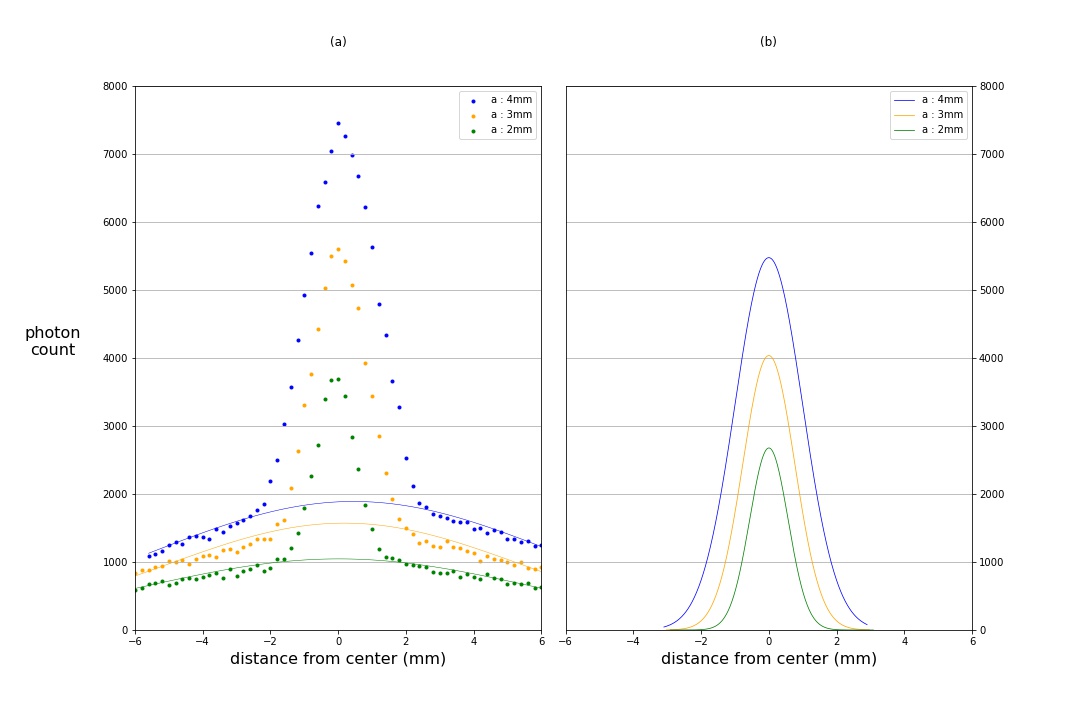 (a)
(b)
8000
7000
6000
5000
4000
3000
2000
1000
0
a : 4mm
a : 3mm
a : 2mm
a : 4mm
a : 3mm
a : 2mm
8000
7000
6000
5000
4000
3000
2000
1000
0
photon
count
−6 −4 −2 0 2 4 6
−6 −4 −2 0 2 4 6
distance from center (mm)
distance from center (mm)